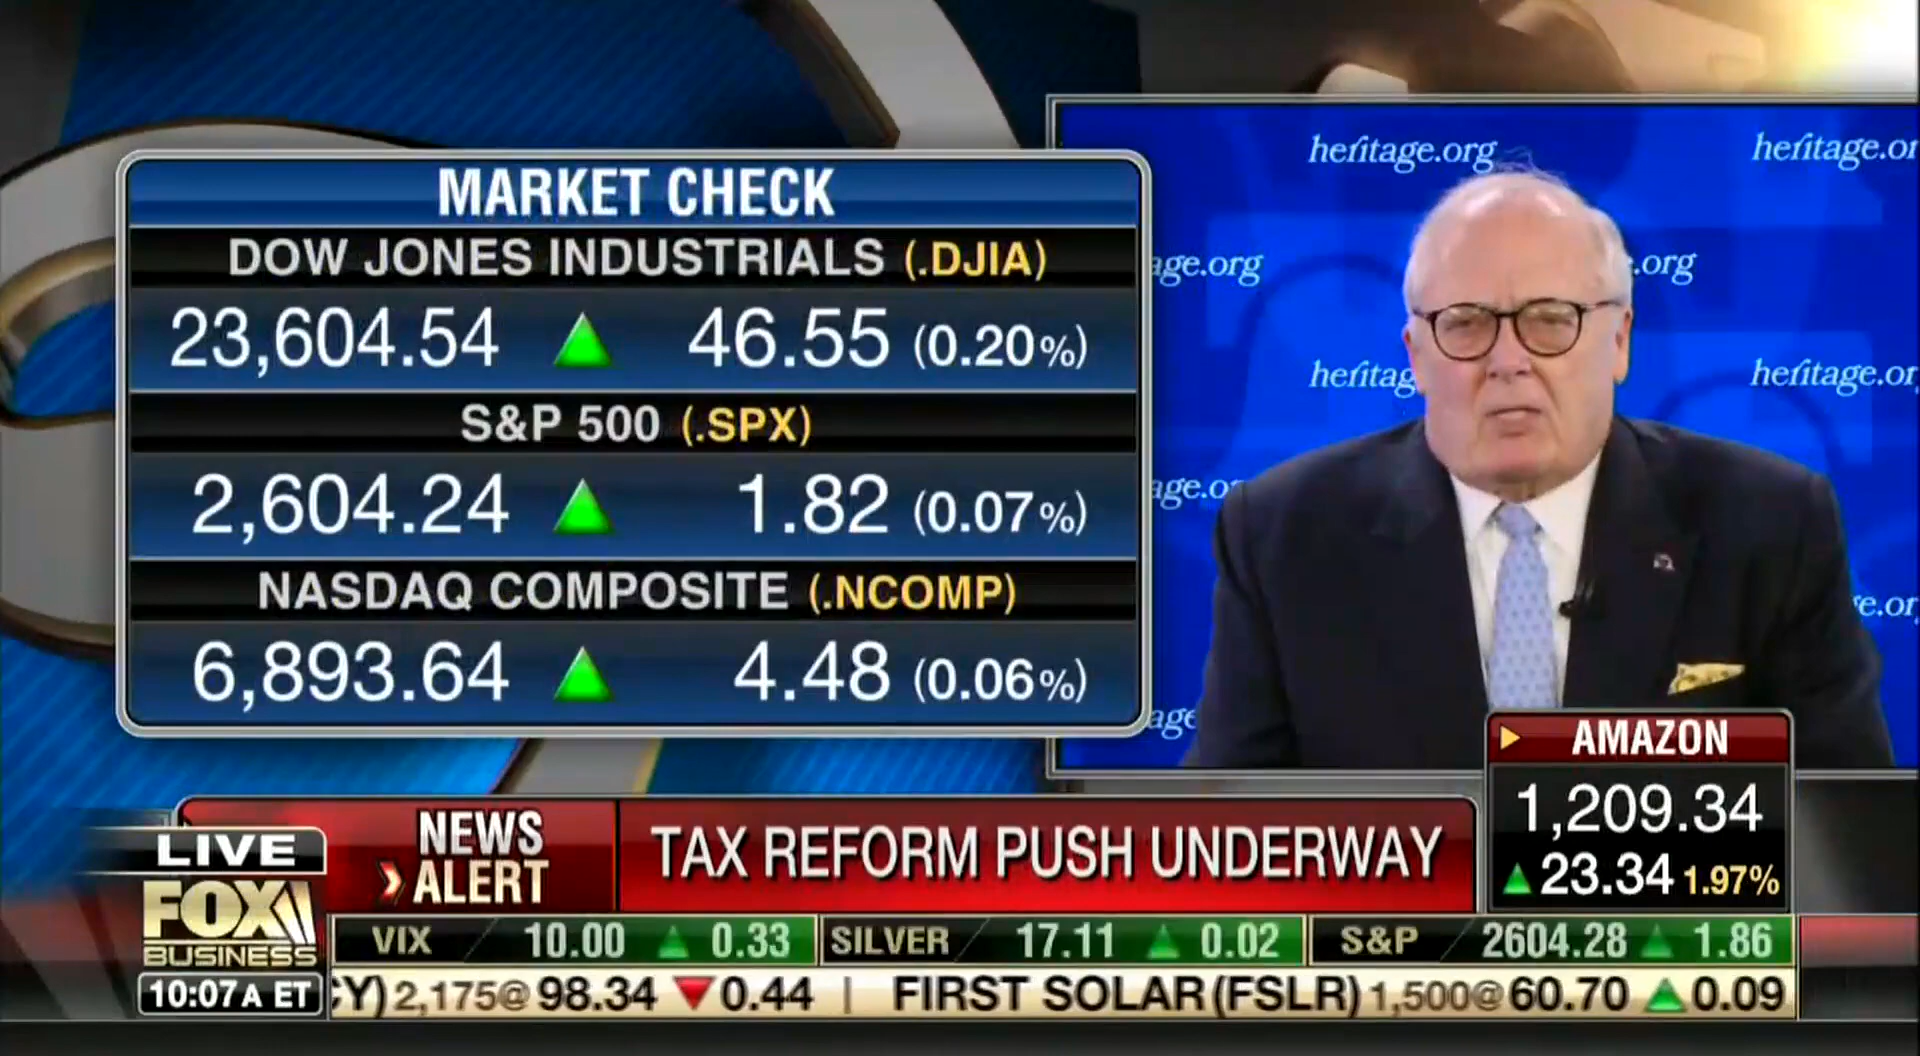 heritage.org
heritage.or
age.org
.org
heritag
heritage.or
age.o
e.or
age
MARKET CHECK
DOW JONES INDUSTRIALS (.DJIA)
23,604.54 ▲ 46.55 (0.20%)
S&P 500 (.SPX)
2,604.24 ▲ 1.82 (0.07%)
NASDAQ COMPOSITE (.NCOMP)
6,893.64 ▲ 4.48 (0.06%)
AMAZON
1,209.34
▲ 23.34 1.97%
NEWS
ALERT
TAX REFORM PUSH UNDERWAY
LIVE
FOX
BUSINESS
10:07A ET
VIX 10.00 ▲ 0.33 SILVER 17.11 ▲ 0.02 S&P 2604.28 ▲ 1.86
CY) 2,175@ 98.34 ▼ 0.44 | FIRST SOLAR (FSLR) 1,500@ 60.70 ▲ 0.09